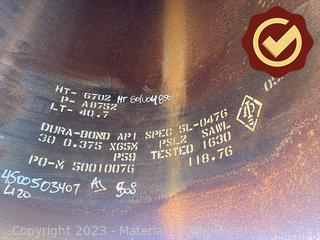 HT- G702
P- A8752
LT- 40.7
DURA-BOND API SPEC 5L-0476
30 0.375 X65M PSL2 SAWL
P59 TESTED 1630
PO-M 50010076 118.76
4500503407 A1
L120
Copyright © 2023 - Material